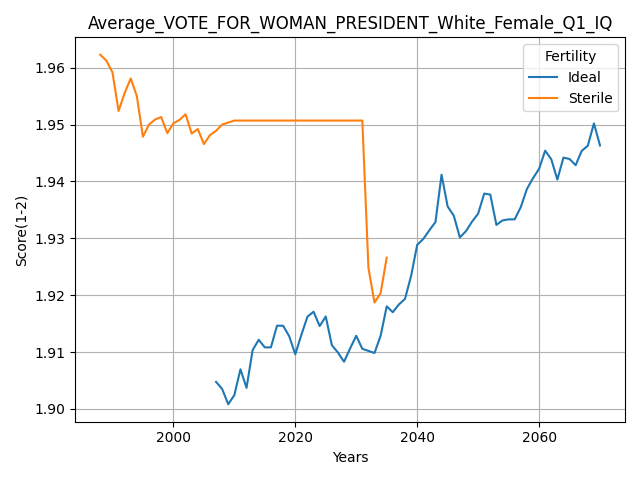 Average_VOTE_FOR_WOMAN_PRESIDENT_White_Female_Q1_IQ
Fertility
Ideal
Sterile
1.96
1.95
1.94
1.93
1.92
1.91
1.90
Score(1-2)
2000
2020
2040
2060
Years